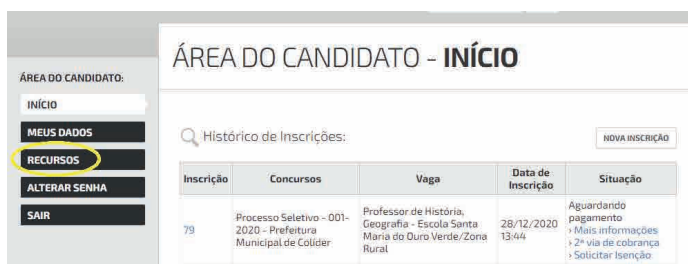 ÁREA DO CANDIDATO - INÍCIO
ÁREA DO CANDIDATO:
INÍCIO
MEUS DADOS
RECURSOS
ALTERAR SENHA
SAIR
Histórico de Inscrições:
NOVA INSCRIÇÃO
Inscrição Concursos Vaga Data de Inscrição Situação
79
Processo Seletivo - 001-
2020 - Prefeitura
Municipal de Colider
Professor de História,
Geografia - Escola Santa
Maria do Ouro Verde/Zona
Rural
28/12/2020
13:44
Aguardando
pagamento
› Mais informações
› 2ª via de cobrança
› Solicitar Isenção